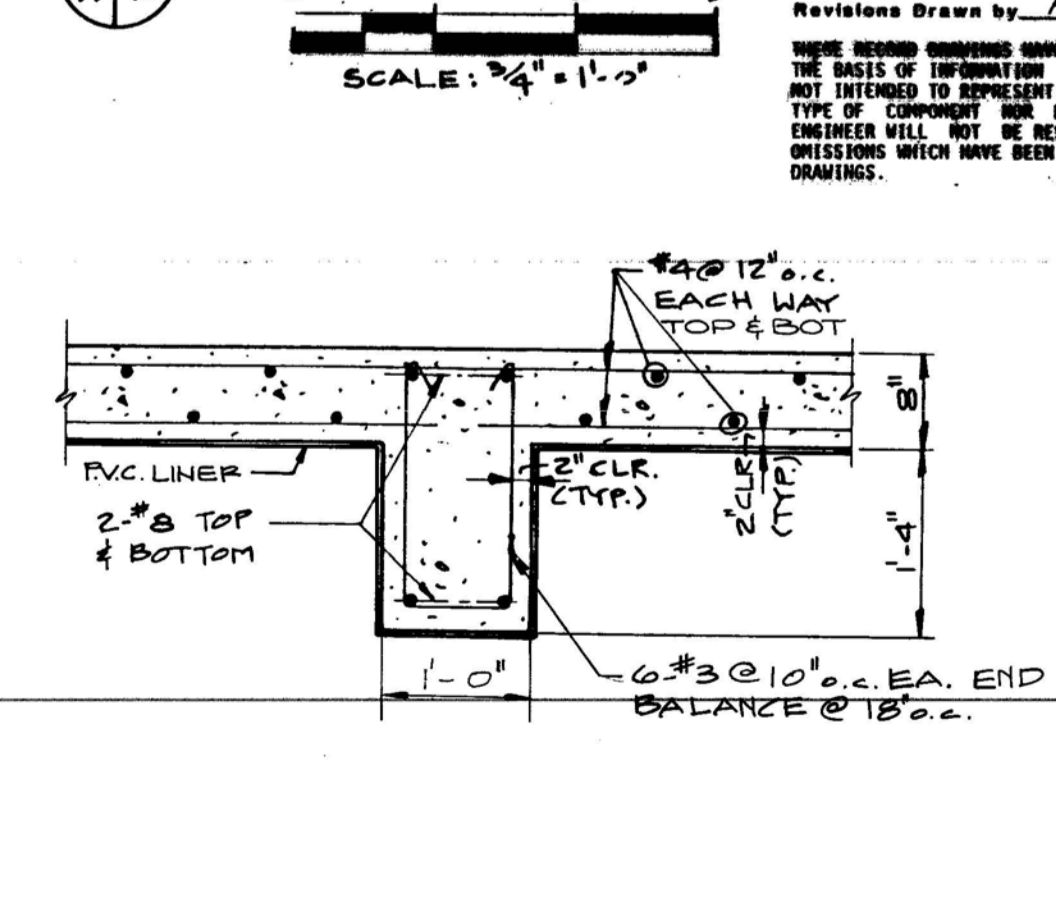 Revisions Drawn by
SCALE: 3/4" = 1'-0"
THESE RECORD DRAWINGS HAV
THE BASIS OF INFORMATION
NOT INTENDED TO REPRESENT
TYPE OF COMPONENT NOR
ENGINEER WILL NOT BE RE
OMISSIONS WHICH HAVE BEEN
DRAWINGS.
#4@ 12" o.c.
EACH WAY
TOP & BOT
8"
P.V.C. LINER
2" CLR.
(TYP.)
2" CLR
(TYP.)
2-#8 TOP
& BOTTOM
1'-4"
1'-0"
6-#3 @ 10" o.c. EA. END
BALANCE @ 18" o.c.